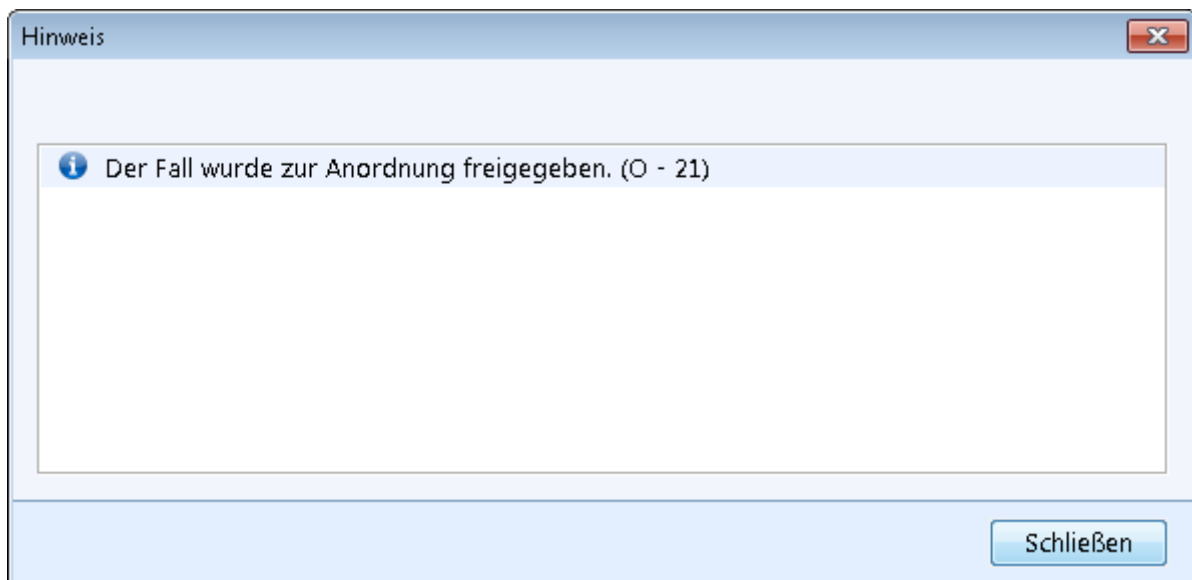 Hinweis
Der Fall wurde zur Anordnung freigegeben. (O - 21)
Schließen